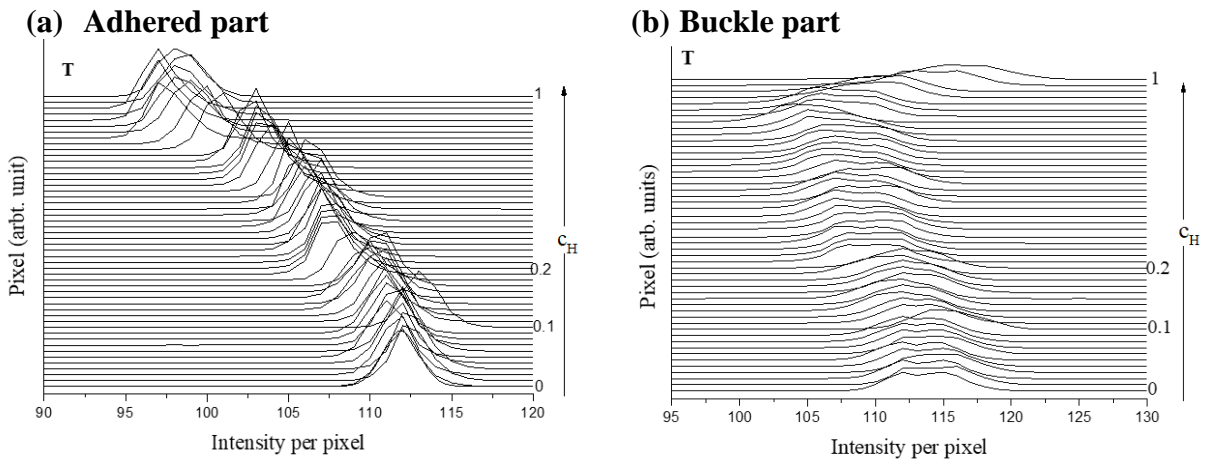 (a) Adhered part
T
1
0.2
0.1
0
c_H
Pixel (arbt. unit)
90 95 100 105 110 115 120
Intensity per pixel
(b) Buckle part
T
1
0.2
0.1
0
c_H
Pixel (arb. units)
95 100 105 110 115 120 125 130
Intensity per pixel